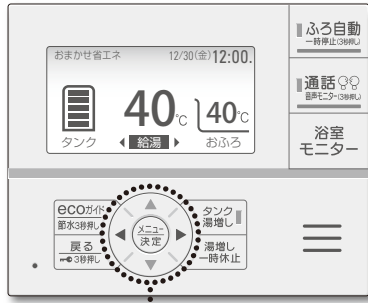 おまかせ省エネ 12/30(金)12:00.
40℃ 40℃
タンク 給湯 おふろ
ふろ自動
一時停止(3秒押し)
通話
音声モニター(3秒押し)
浴室
モニター
ecoガイド
節水3秒押し
戻る
3秒押し
メニュー
決定
タンク
湯増し
湯増し
一時休止